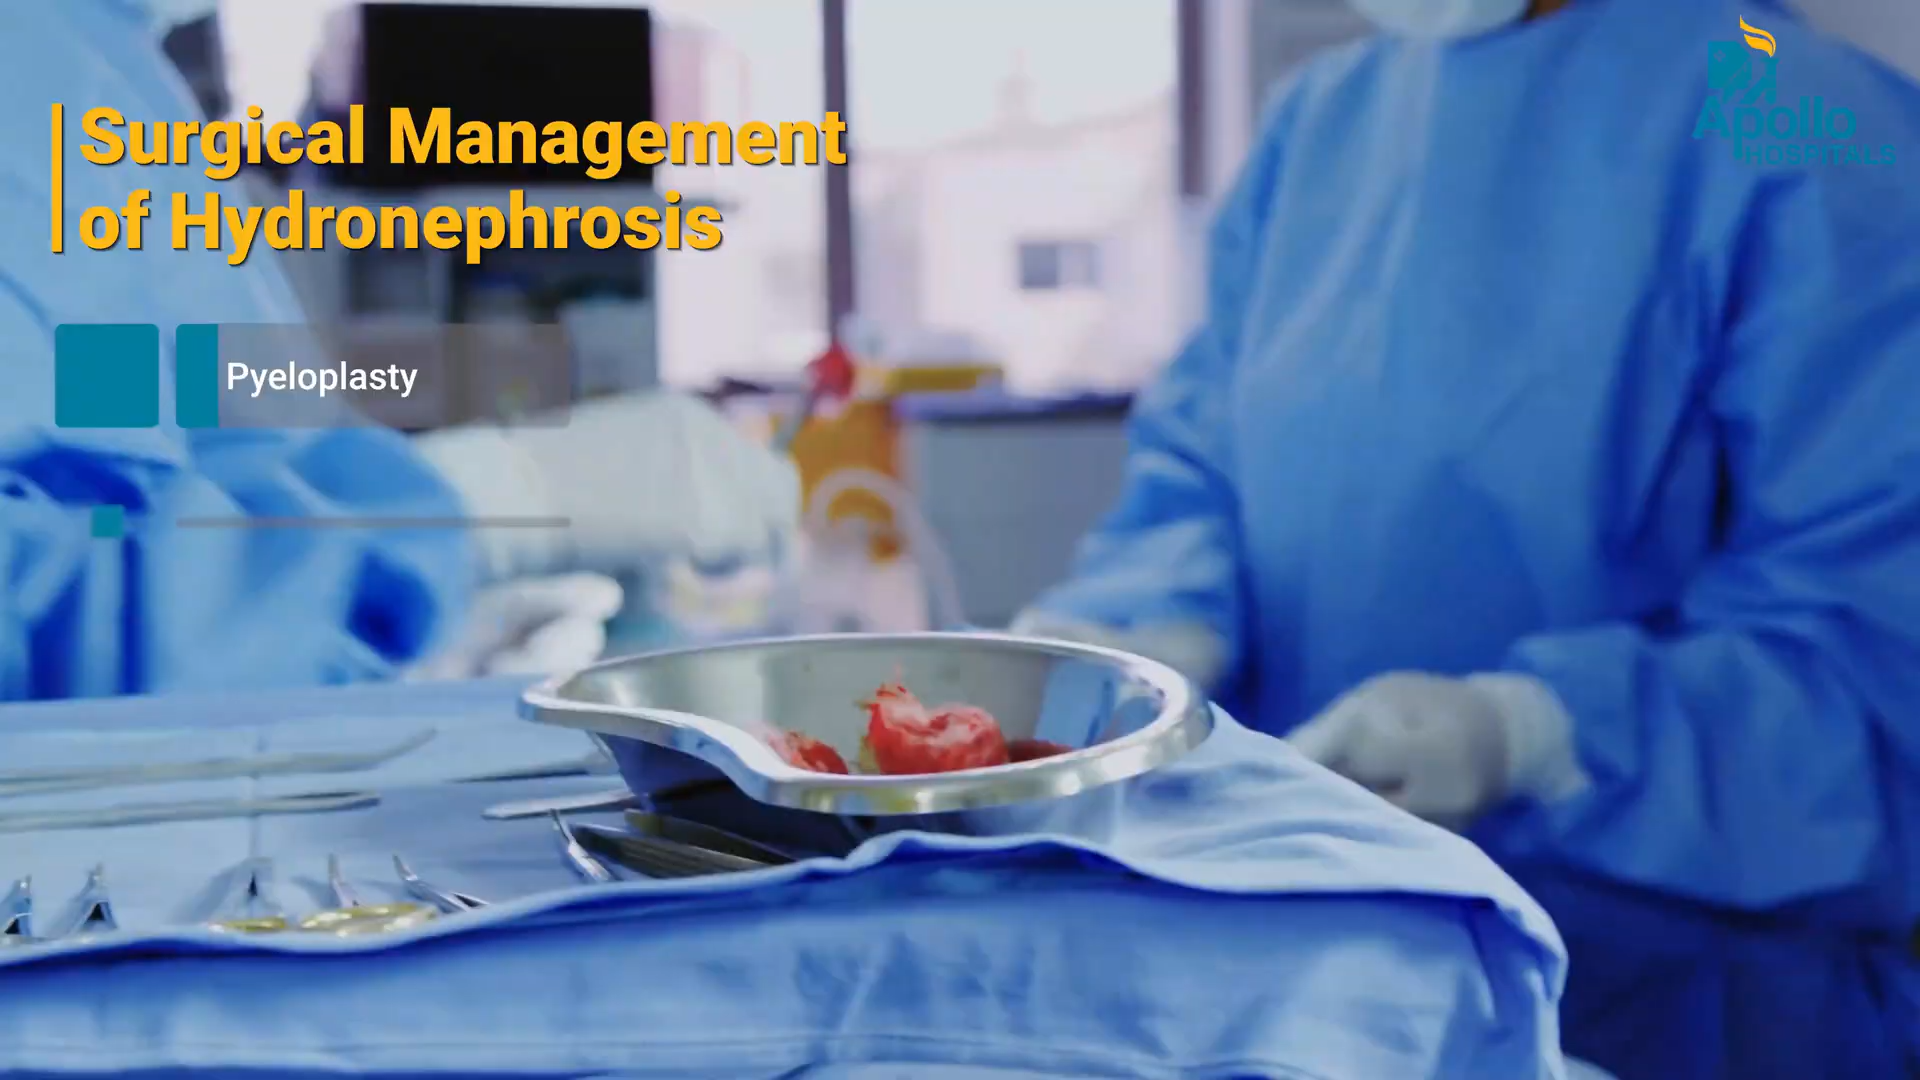 Surgical Management
of Hydronephrosis
Pyeloplasty
Apollo
HOSPITALS